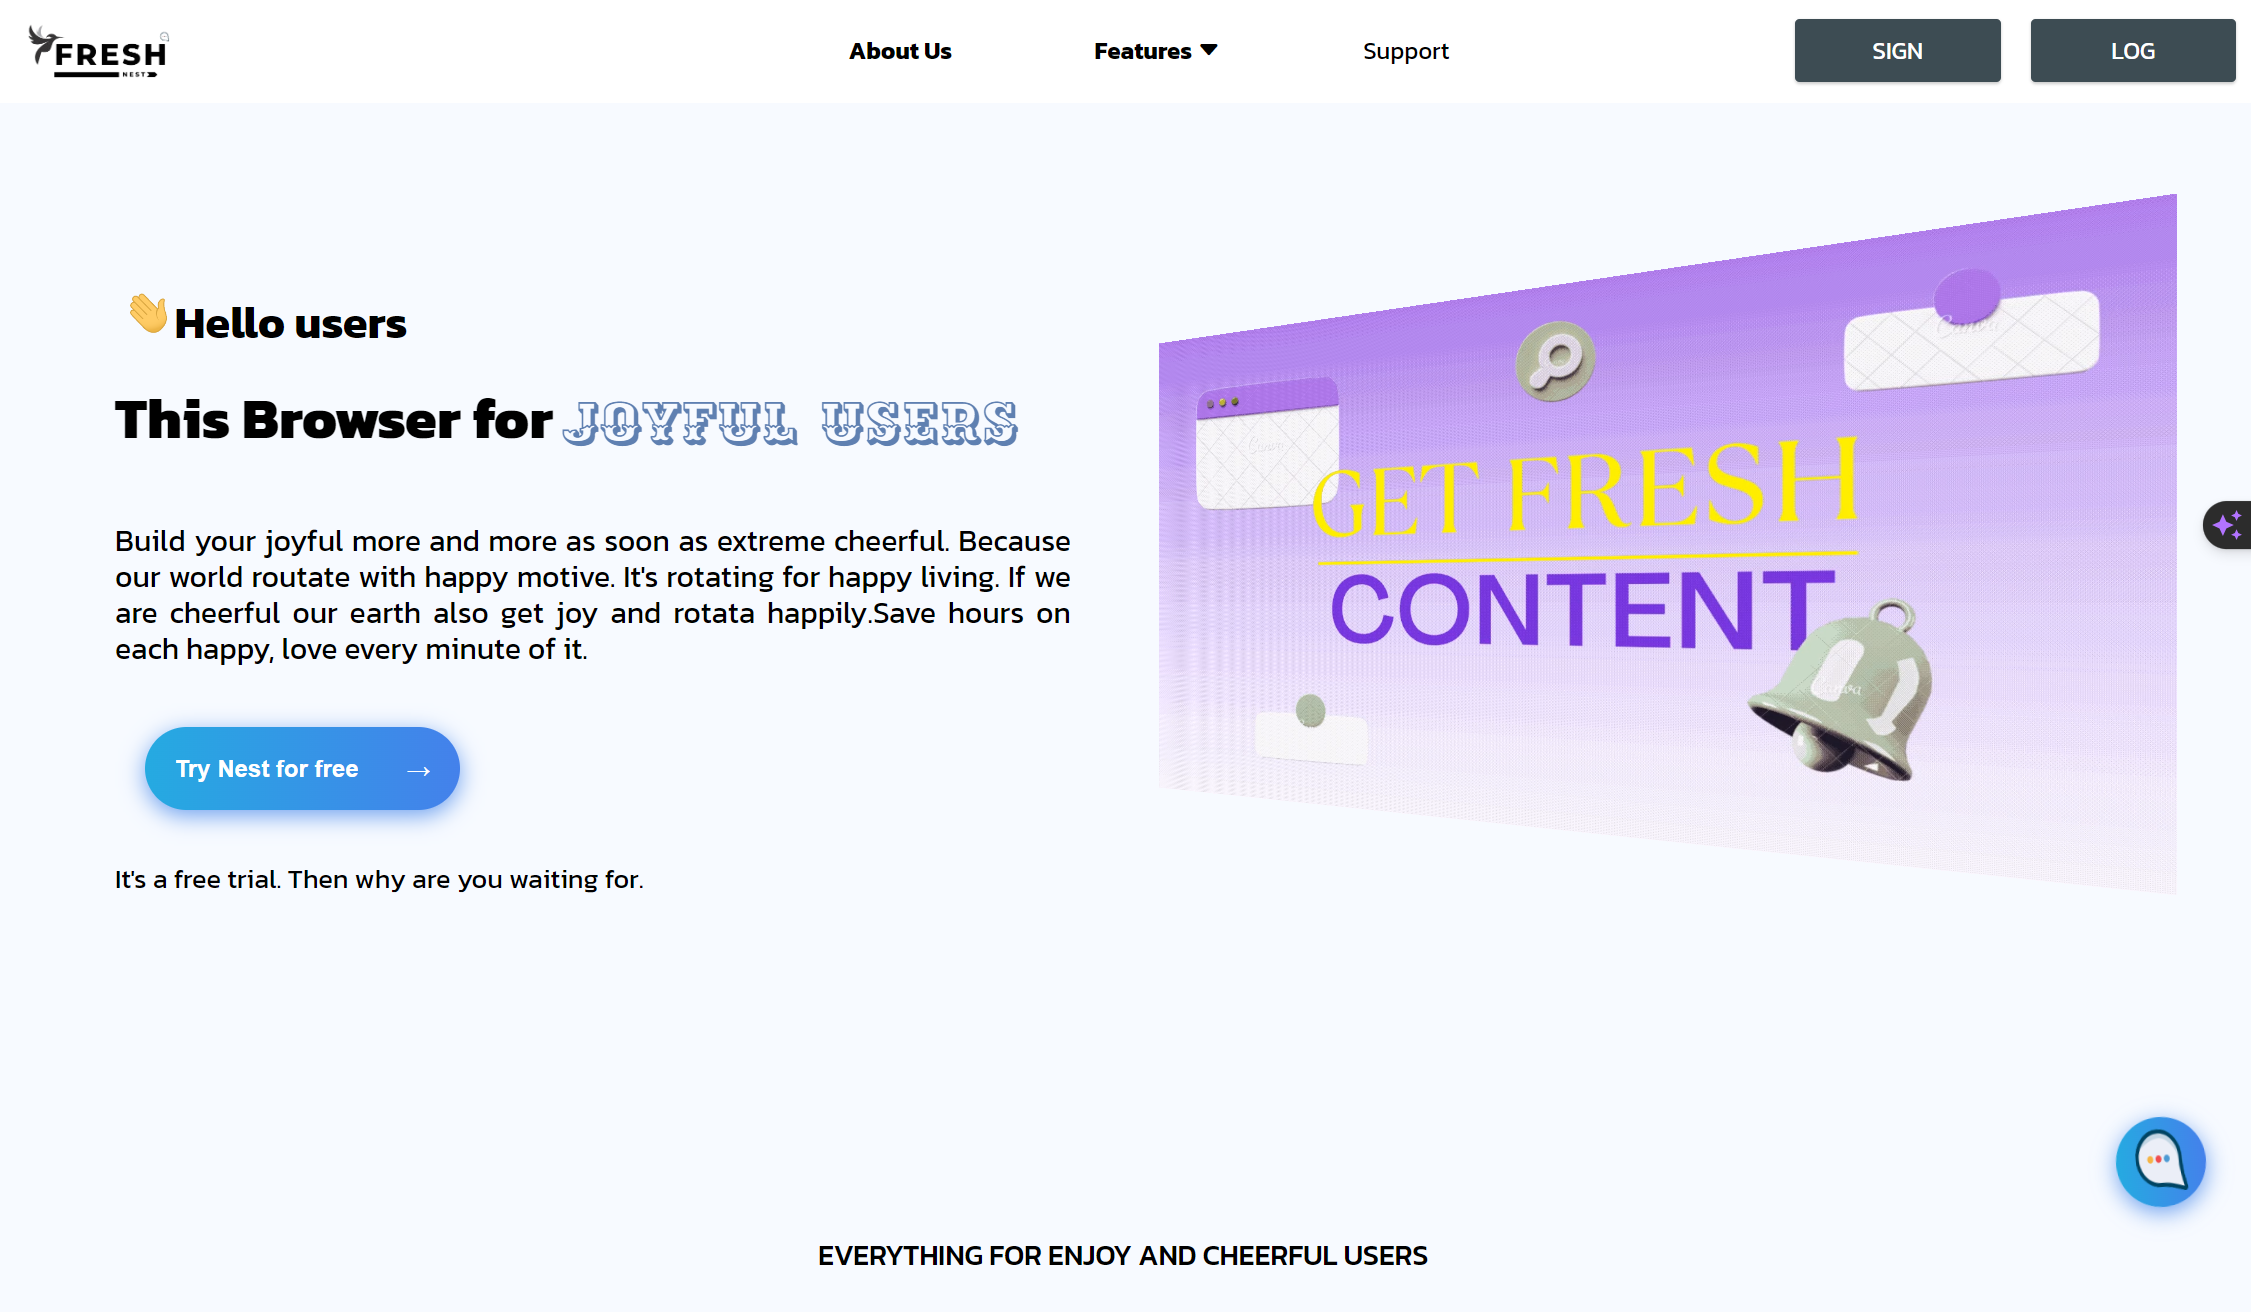 FRESH
NEST
About Us
Features
Support
SIGN
LOG
Hello users
This Browser for JOYFUL USERS
Build your joyful more and more as soon as extreme cheerful. Because
our world routate with happy motive. It's rotating for happy living. If we
are cheerful our earth also get joy and rotata happily.Save hours on
each happy, love every minute of it.
Try Nest for free →
It's a free trial. Then why are you waiting for.
Canva
Canva
GET FRESH
CONTENT
Canva
EVERYTHING FOR ENJOY AND CHEERFUL USERS